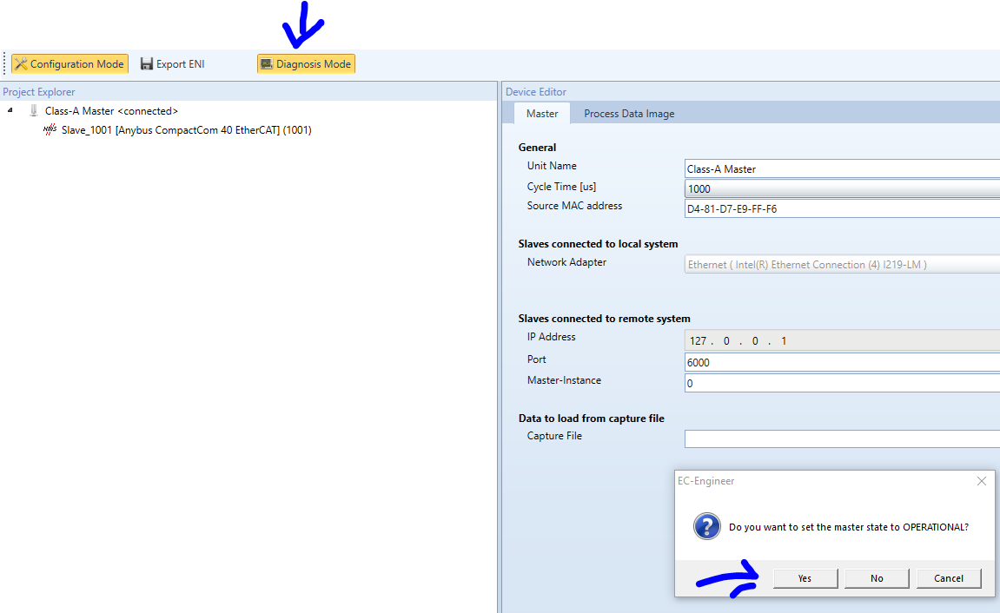 Configuration Mode Export ENI Diagnosis Mode
Project Explorer
Class-A Master <connected>
Slave_1001 [Anybus CompactCom 40 EtherCAT] (1001)
Device Editor
Master Process Data Image
General
Unit Name Class-A Master
Cycle Time [us] 1000
Source MAC address D4-81-D7-E9-FF-F6
Slaves connected to local system
Network Adapter Ethernet ( Intel(R) Ethernet Connection (4) I219-LM )
Slaves connected to remote system
IP Address 127 . 0 . 0 . 1
Port 6000
Master-Instance 0
Data to load from capture file
Capture File
EC-Engineer
Do you want to set the master state to OPERATIONAL?
Yes No Cancel